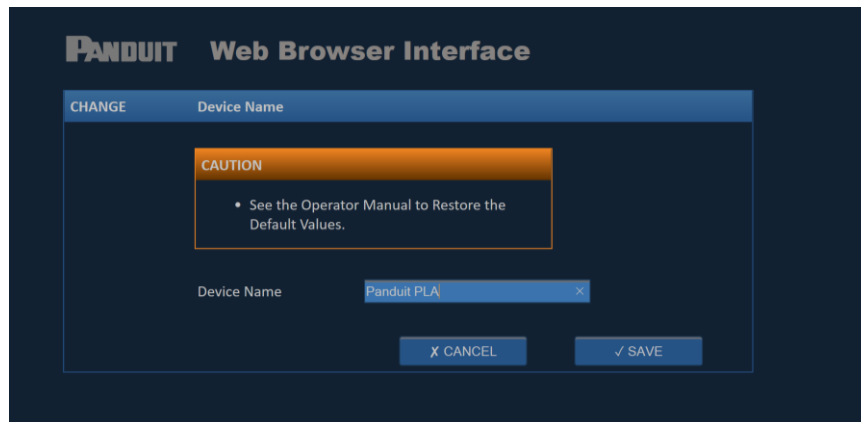 PANDUIT Web Browser Interface
CHANGE Device Name
CAUTION
• See the Operator Manual to Restore the
Default Values.
Device Name Panduit PLA ×
✗ CANCEL ✓ SAVE